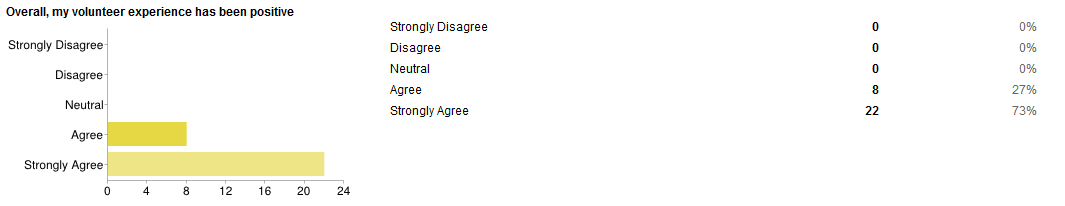 Overall, my volunteer experience has been positive
Strongly Disagree
Disagree
Neutral
Agree
Strongly Agree
0 4 8 12 16 20 24
Strongly Disagree 0 0%
Disagree 0 0%
Neutral 0 0%
Agree 8 27%
Strongly Agree 22 73%